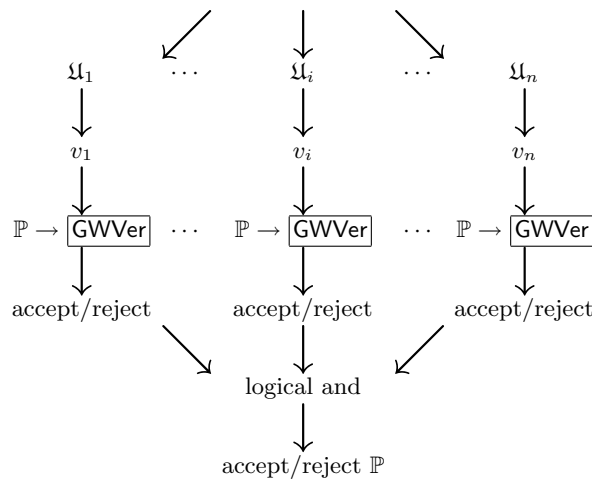 𝔘₁ ⋯ 𝔘ᵢ ⋯ 𝔘ₙ
v₁ vᵢ vₙ
ℙ → GWVer ⋯ ℙ → GWVer ⋯ ℙ → GWVer
accept/reject accept/reject accept/reject
logical and
accept/reject ℙ